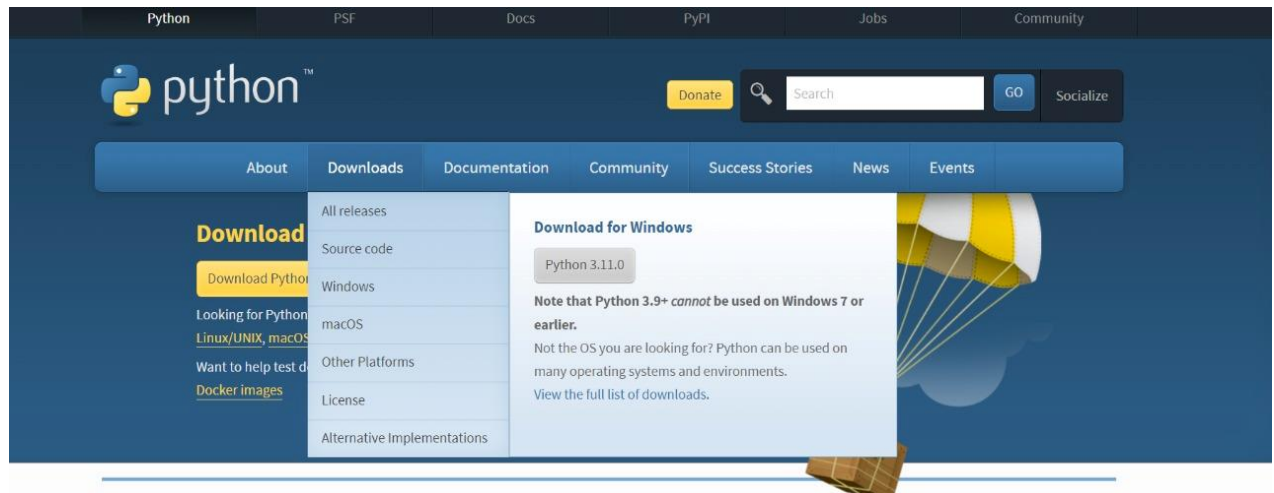 Python PSF Docs PyPI Jobs Community
python™
Donate Search GO Socialize
About Downloads Documentation Community Success Stories News Events
All releases
Source code
Windows
macOS
Other Platforms
License
Alternative Implementations
Download for Windows
Python 3.11.0
Note that Python 3.9+ cannot be used on Windows 7 or
earlier.
Not the OS you are looking for? Python can be used on
many operating systems and environments.
View the full list of downloads.
Download
Download Python
Looking for Python
Linux/UNIX, macOS
Want to help test d
Docker images